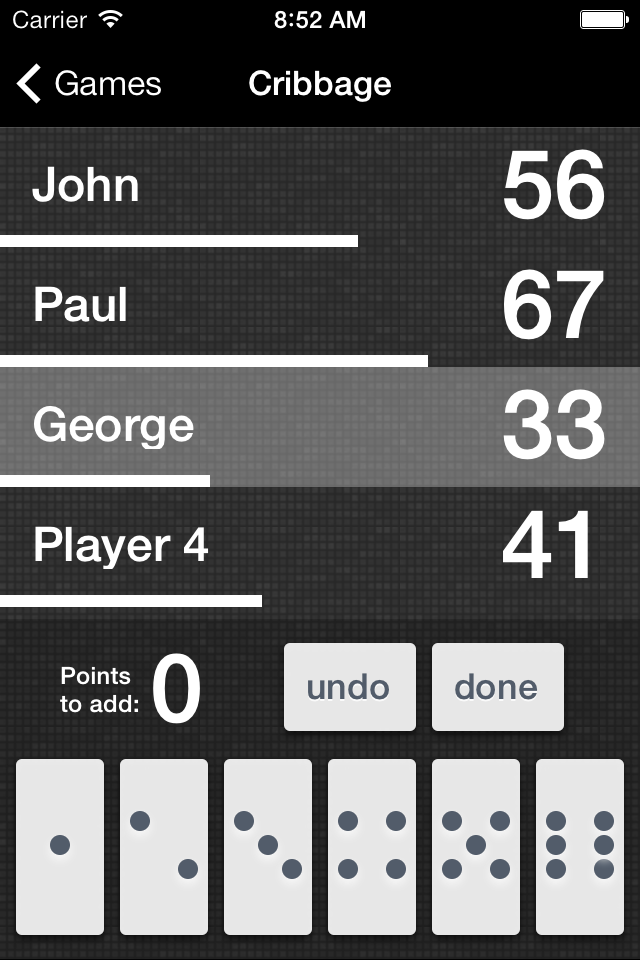 Carrier 8:52 AM
Games Cribbage
John 56
Paul 67
George 33
Player 4 41
Points
to add: 0 undo done